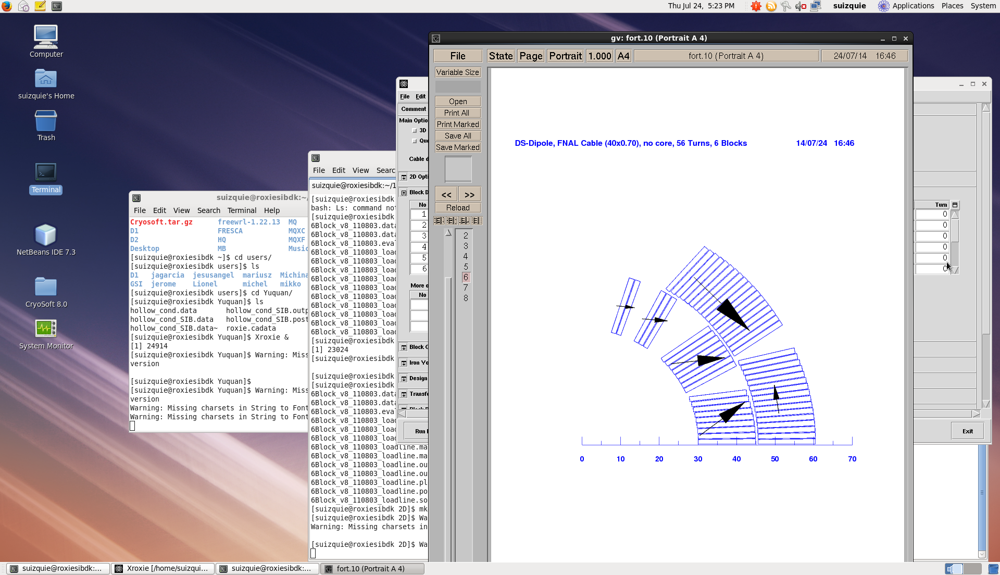 Thu Jul 24, 5:23 PM
suizquie
Applications Places System
Computer
suizquie's Home
Trash
Terminal
NetBeans IDE 7.3
CryoSoft 8.0
System Monitor
suizquie@roxiesibdk:~/
File Edit View Search Terminal Help
Cryosoft.tar.gz freewrl-1.22.13 MQ
D1 FRESCA MQXC
D2 HQ MQXF
Desktop MB Music
[suizquie@roxiesibdk ~]$ cd users/
[suizquie@roxiesibdk users]$ ls
D1 jagarcia jesusangel mariusz Michina
GSI jerome Lionel michel mikko
[suizquie@roxiesibdk users]$ cd Yuquan/
[suizquie@roxiesibdk Yuquan]$ ls
hollow_cond.data hollow_cond_SIB.outp
hollow_cond_SIB.data hollow_cond_SIB.post
hollow_cond_SIB.data~ roxie.cadata
[suizquie@roxiesibdk Yuquan]$ Xroxie &
[1] 24914
[suizquie@roxiesibdk Yuquan]$ Warning: Miss
version
[suizquie@roxiesibdk Yuquan]$
[suizquie@roxiesibdk Yuquan]$ Warning: Miss
version
Warning: Missing charsets in String to Font
Warning: Missing charsets in String to Font
File Edit View Searc
suizquie@roxiesibdk:~/1
[suizquie@roxiesibdk
bash: Ls: command not
[suizquie@roxiesibdk
6Block_v8_110803.data
6Block_v8_110803.data
6Block_v8_110803.eval
6Block_v8_110803_load
6Block_v8_110803_load
6Block_v8_110803_load
6Block_v8_110803_load
6Block_v8_110803_load
6Block_v8_110803_load
6Block_v8_110803_load
6Block_v8_110803_load
6Block_v8_110803_load
6Block_v8_110803_load
[suizquie@roxiesibdk
[1] 23024
[suizquie@roxiesibdk
[suizquie@roxiesibdk
[suizquie@roxiesibdk
6Block_v8_110803.data
6Block_v8_110803.data
6Block_v8_110803.eval
6Block_v8_110803_load
6Block_v8_110803_load
6Block_v8_110803_load
6Block_v8_110803_loadline.ma
6Block_v8_110803_loadline.ma
6Block_v8_110803_loadline.ou
6Block_v8_110803_loadline.ou
6Block_v8_110803_loadline.pl
6Block_v8_110803_loadline.po
6Block_v8_110803_loadline.so
[suizquie@roxiesibdk 2D]$ mk
[suizquie@roxiesibdk 2D]$ Wa
Warning: Missing charsets in
[suizquie@roxiesibdk 2D]$ Wa
File Edit
Comment
Main Optio
3D
Que
Cable d
2D Opti
Block D
No
1
2
3
4
5
6
More o
No
Block G
Iron Yo
Design
Transfo
Run
Turn
0
0
0
0
0
0
Exit
gv: fort.10 (Portrait A 4)
File State Page Portrait 1.000 A4 fort.10 (Portrait A 4) 24/07/14 16:46
Variable Size
Open
Print All
Print Marked
Save All
Save Marked
<< >>
Reload
2
3
4
5
6
7
8
DS-Dipole, FNAL Cable (40x0.70), no core, 56 Turns, 6 Blocks 14/07/24 16:46
0 10 20 30 40 50 60 70
suizquie@roxiesibdk:...
Xroxie [/home/suizqui...
suizquie@roxiesibdk:...
fort.10 (Portrait A 4)